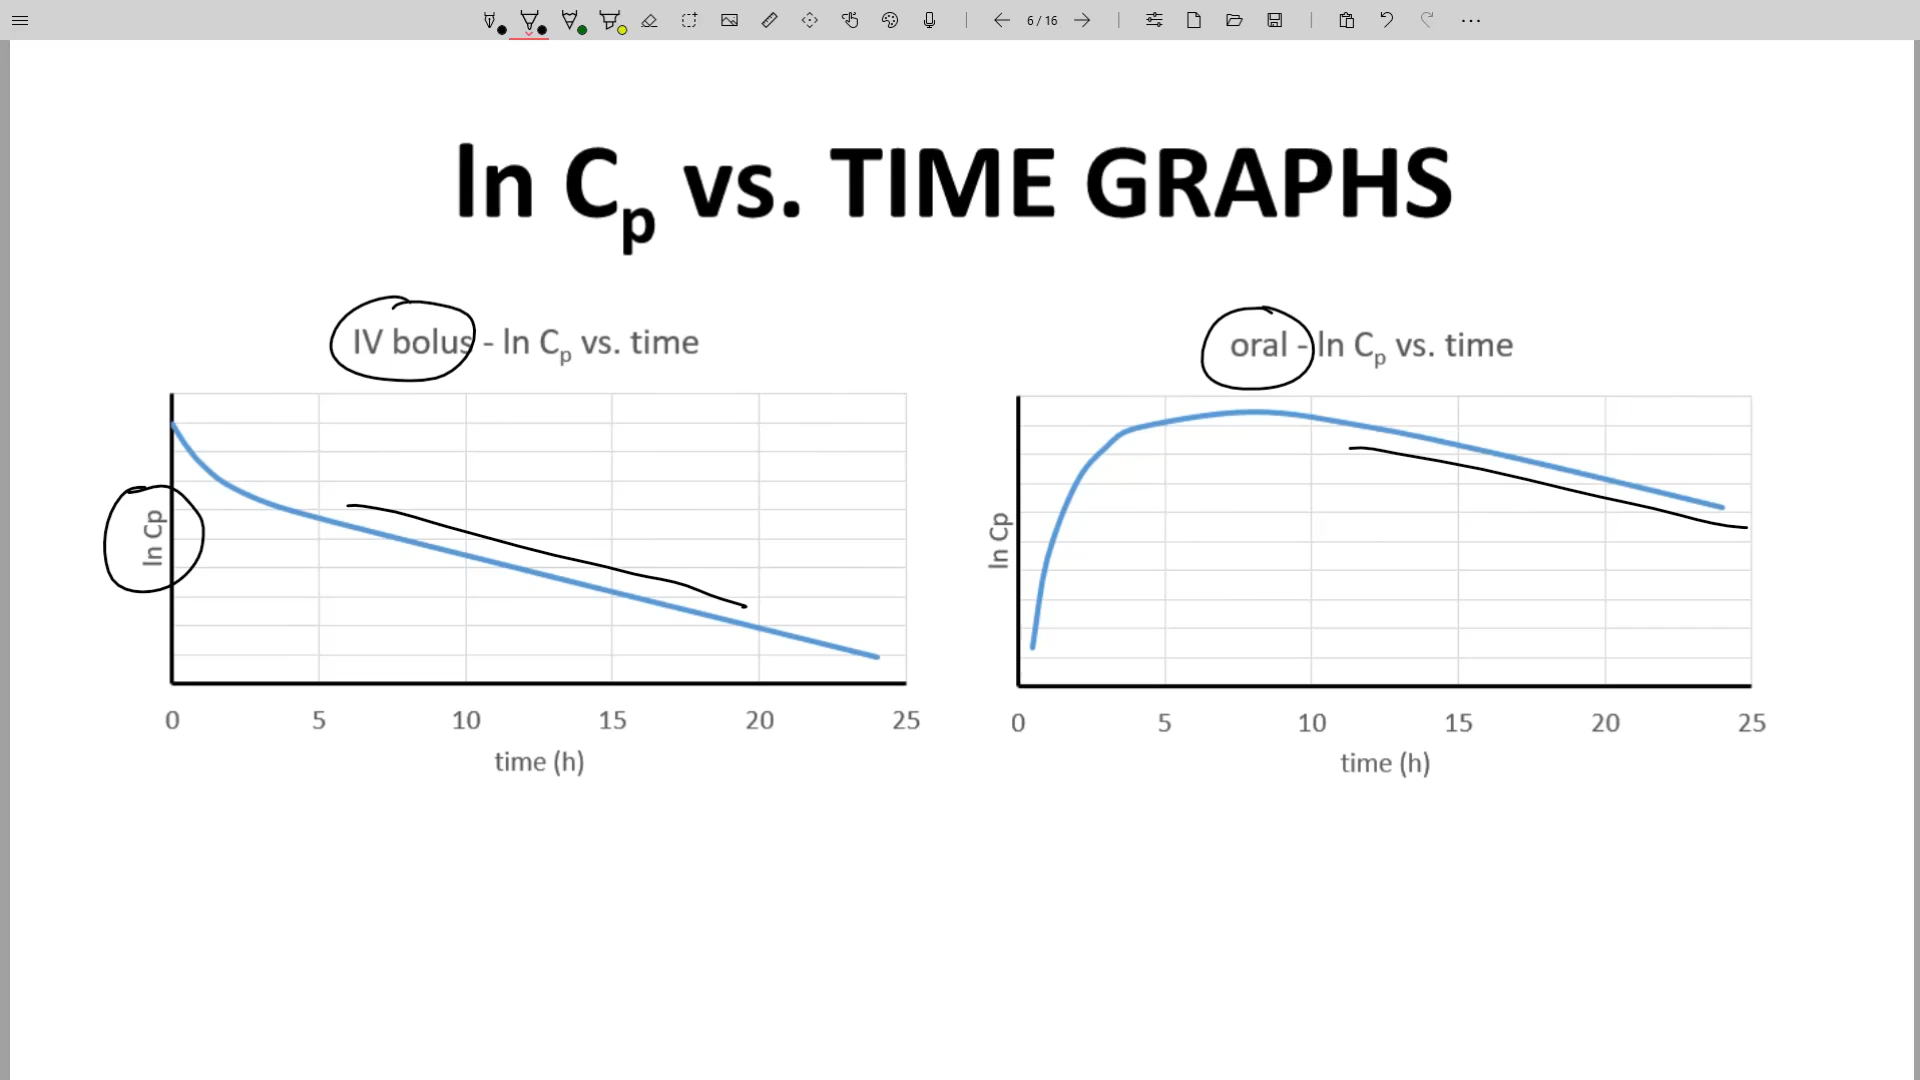 6 / 16
ln Cp vs. TIME GRAPHS
IV bolus - ln Cp vs. time
ln Cp
0 5 10 15 20 25
time (h)
oral - ln Cp vs. time
ln Cp
0 5 10 15 20 25
time (h)